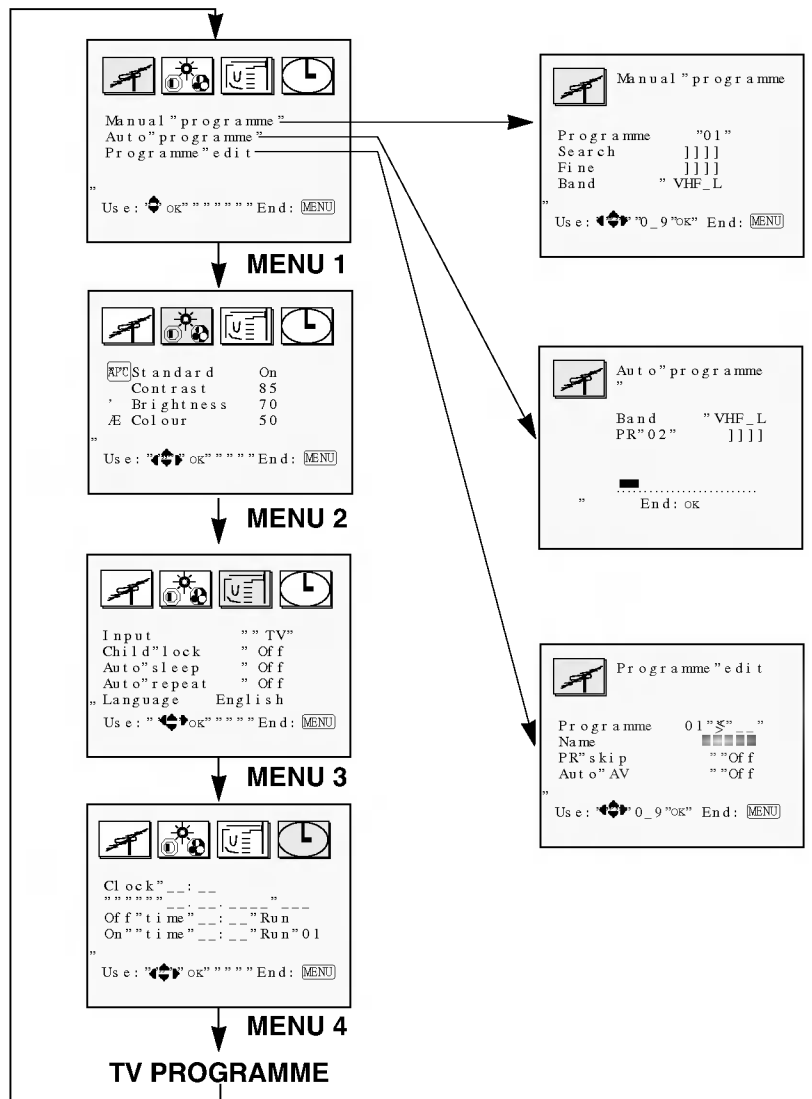 Manual”programme”
Auto”programme”
Programme”edit
”
Use:” OK”””””””End: MENU
MENU 1
APC Standard On
Contrast 85
’ Brightness 70
Æ Colour 50
”
Use:” ” OK”””””End: MENU
MENU 2
Input ”” TV”
Child”lock ” Off
Auto”sleep ” Off
Auto”repeat ” Off
„ Language English
Use:” ” OK”””””End: MENU
MENU 3
Clock”__:__
””””””__.__.____”___
Off”time”__:__”Run
On””time”__:__”Run”01
”
Use:” ” OK”””””End: MENU
MENU 4
TV PROGRAMME
Manual”programme
Programme ”01”
Search ]]]]
Fine ]]]]
Band ” VHF_L
”
Use: ”0_9”OK” End: MENU
Auto”programme
”
Band ”VHF_L
PR”02” ]]]]
” End: OK
Programme”edit
Programme 01”>”__”
Name
PR”skip ””Off
Auto”AV ””Off
”
Use:” ”0_9”OK” End: MENU